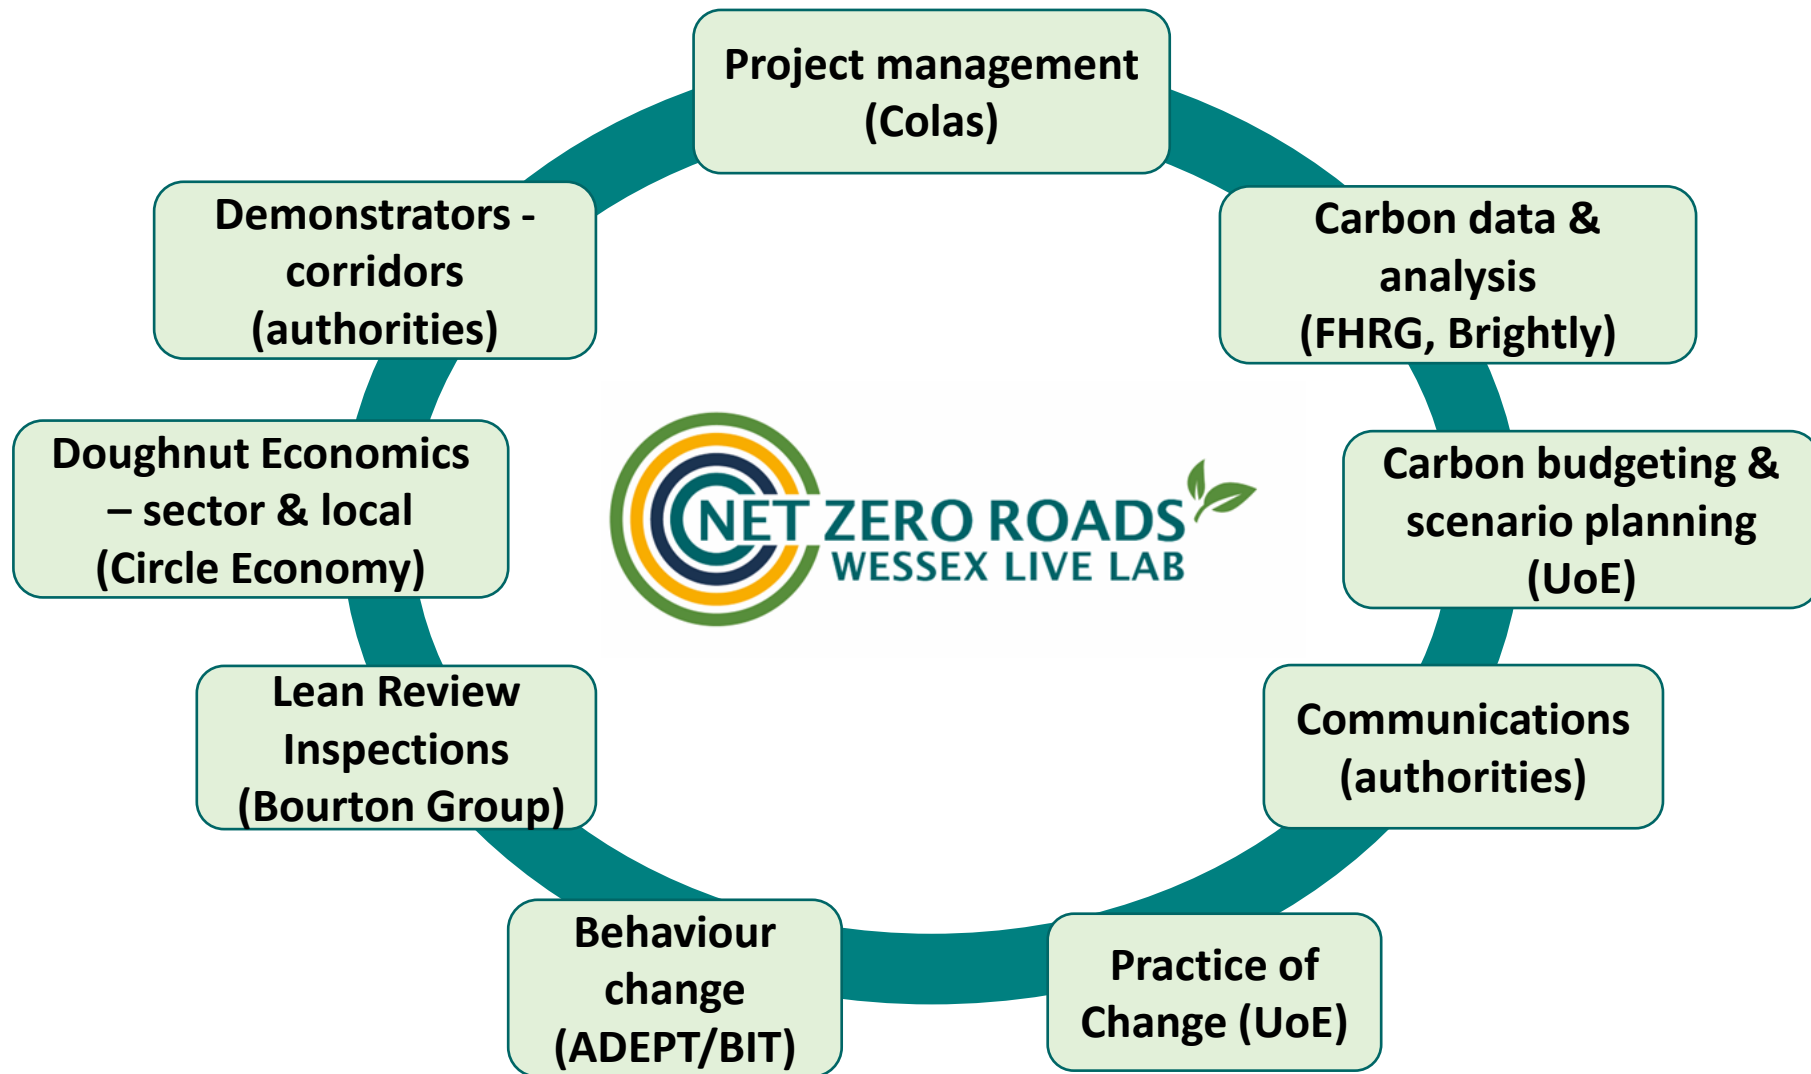 Project management
(Colas)
Carbon data &
analysis
(FHRG, Brightly)
Carbon budgeting &
scenario planning
(UoE)
Communications
(authorities)
Practice of
Change (UoE)
Behaviour
change
(ADEPT/BIT)
Lean Review
Inspections
(Bourton Group)
Doughnut Economics
– sector & local
(Circle Economy)
Demonstrators -
corridors
(authorities)
NET ZERO ROADS
WESSEX LIVE LAB